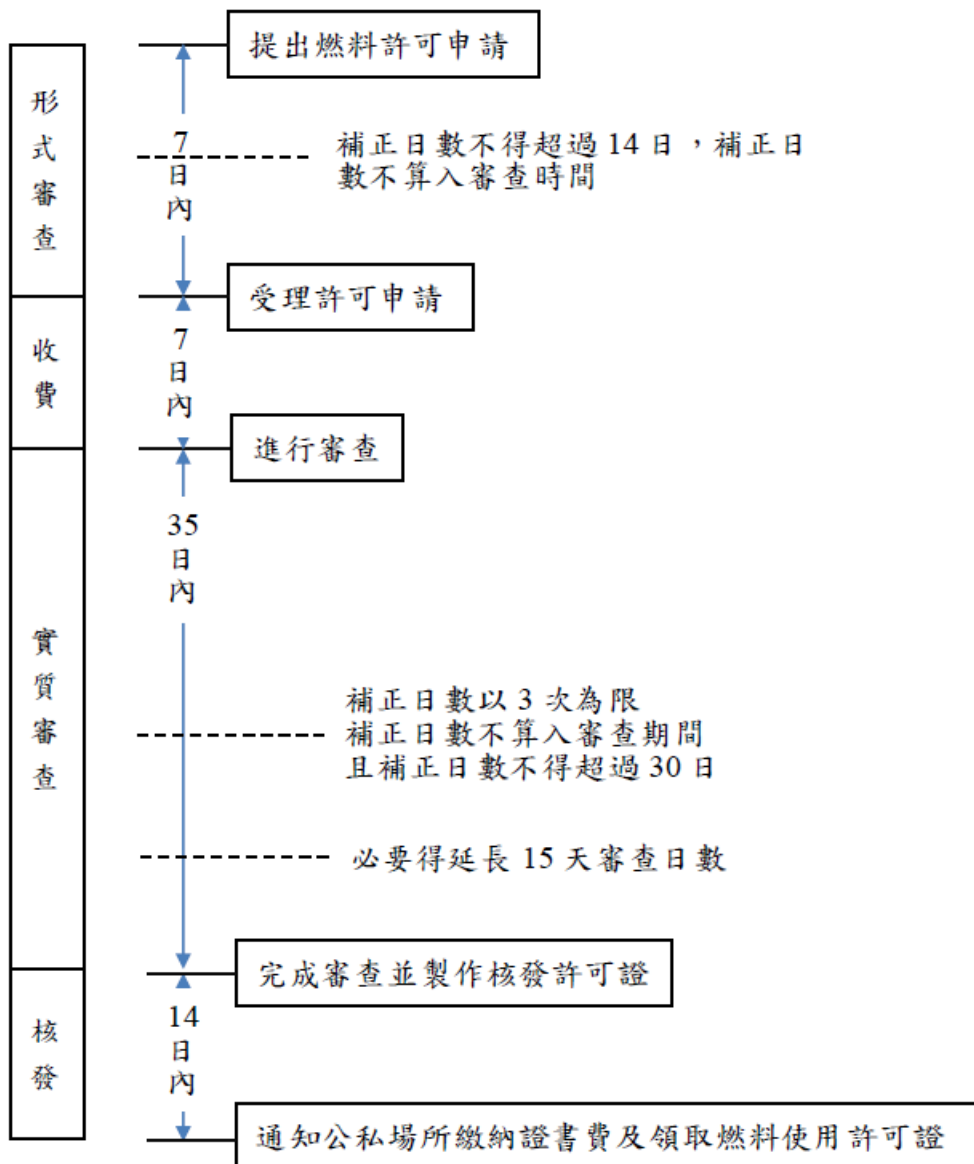 提出燃料許可申請
形式審查
7日內
補正日數不得超過14日，補正日
數不算入審查時間
受理許可申請
收費
7日內
進行審查
35日內
實質審查
補正日數以3次為限
補正日數不算入審查期間
且補正日數不得超過30日
必要得延長15天審查日數
完成審查並製作核發許可證
核發
14日內
通知公私場所繳納證書費及領取燃料使用許可證